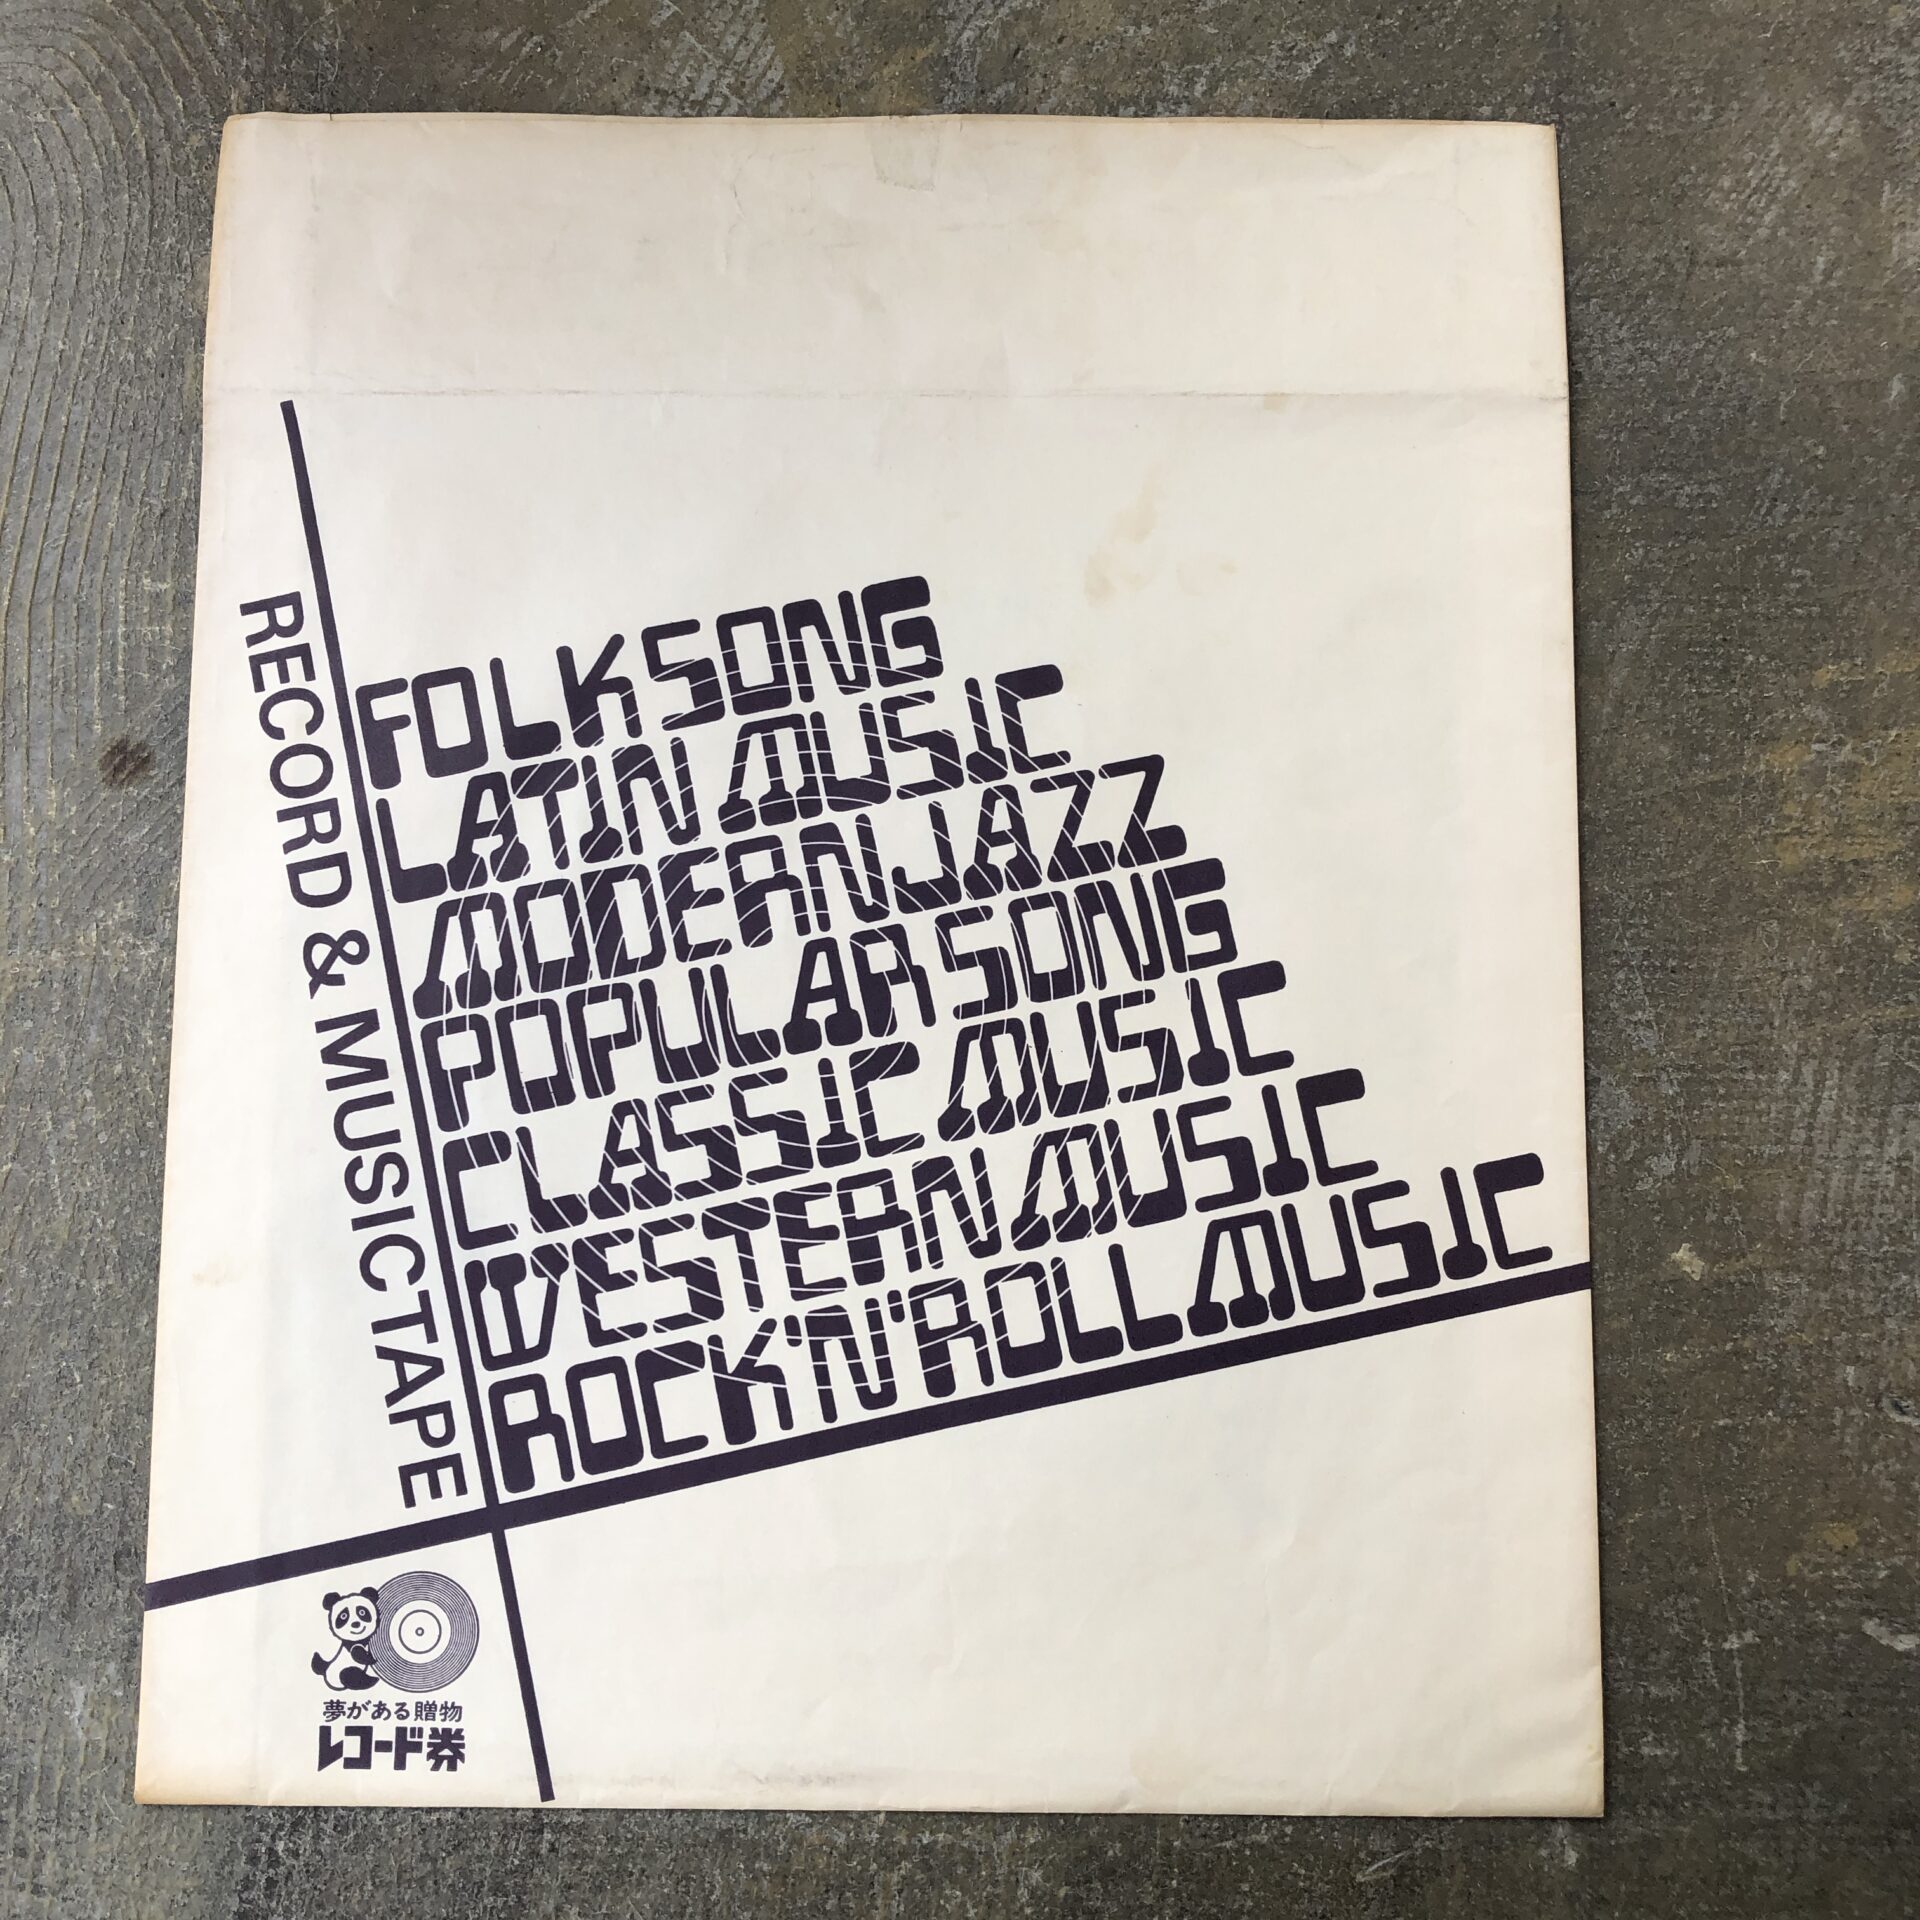 RECORD & MUSIC TAPE
FOLK SONG
LATIN MUSIC
MODERN JAZZ
POPULAR SONG
CLASSIC MUSIC
WESTERN MUSIC
ROCK'N'ROLL MUSIC
夢がある贈物
レコード券